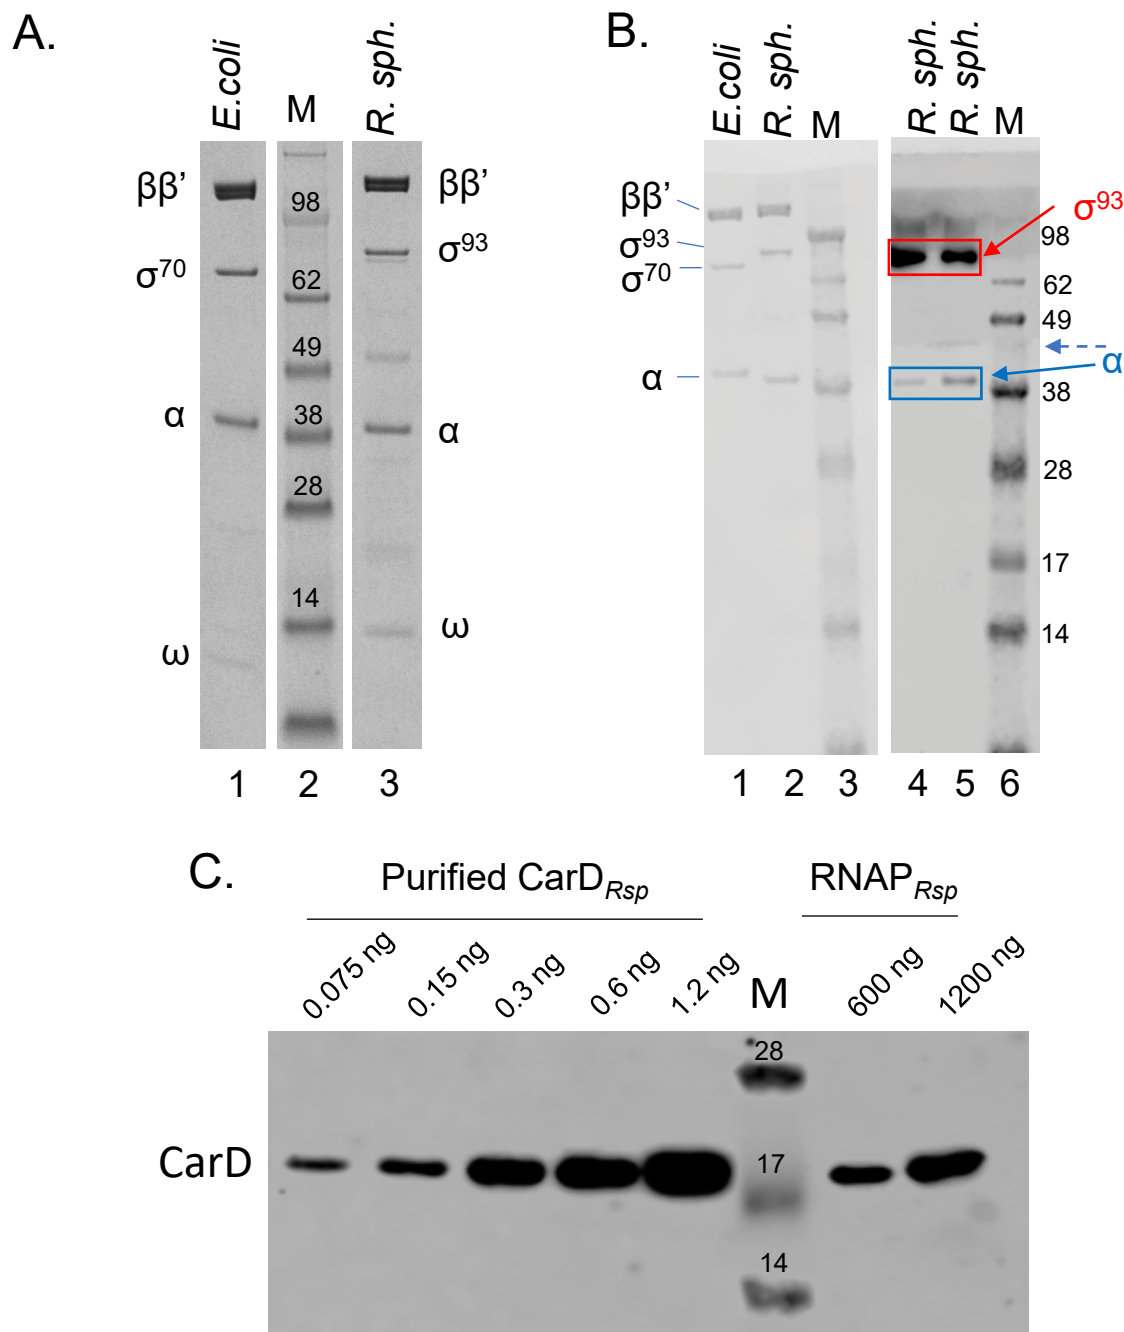 A.
E.coli
M
R. sph.
ββ’
98
ββ’
σ93
σ70
62
49
α
38
α
28
14
ω
ω
1
2
3
B.
E.coli
R. sph.
M
R. sph.
R. sph.
M
ββ’
σ93
σ70
α
σ93
98
62
49
α
38
28
17
14
1
2
3
4
5
6
C.
Purified CarDRsp
RNAPRsp
0.075 ng
0.15 ng
0.3 ng
0.6 ng
1.2 ng
M
600 ng
1200 ng
28
CarD
17
14